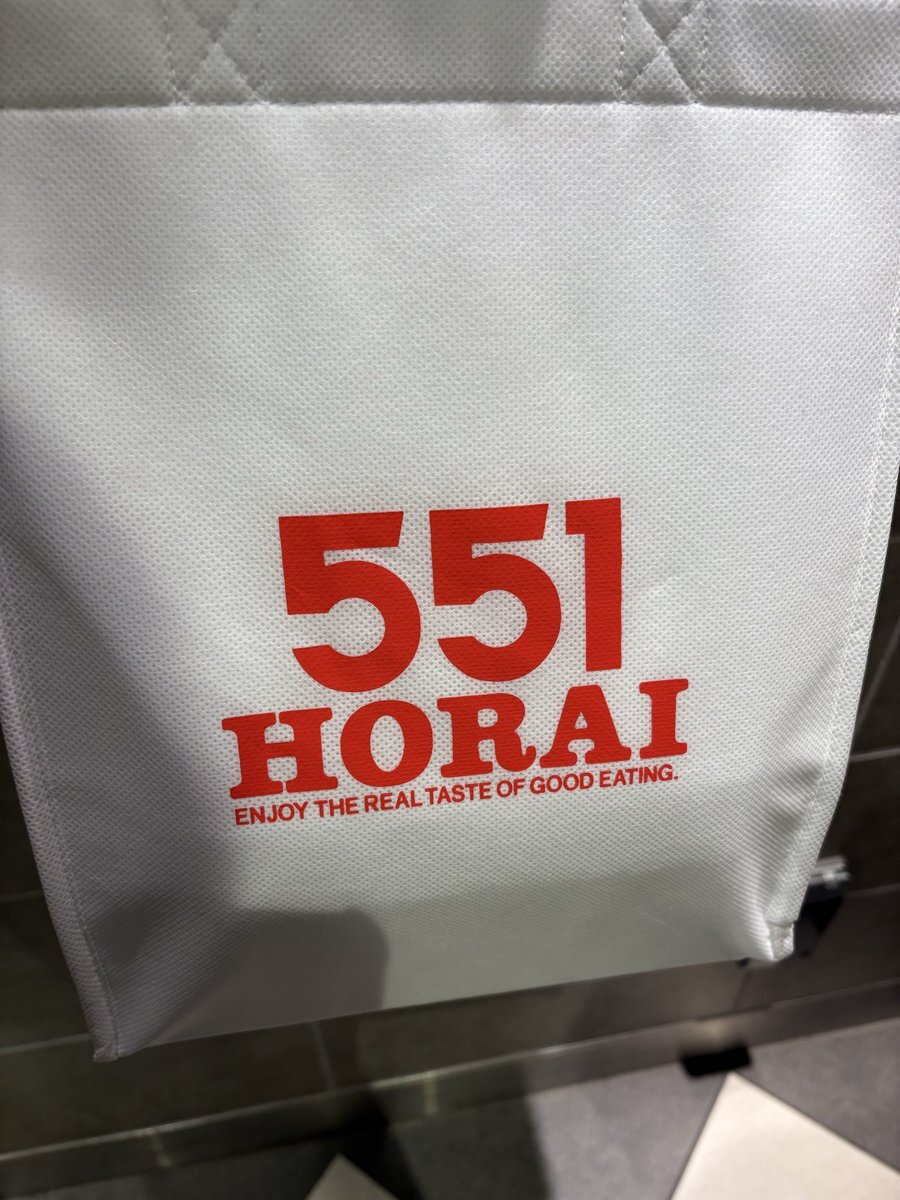 551
HORAI
ENJOY THE REAL TASTE OF GOOD EATING.